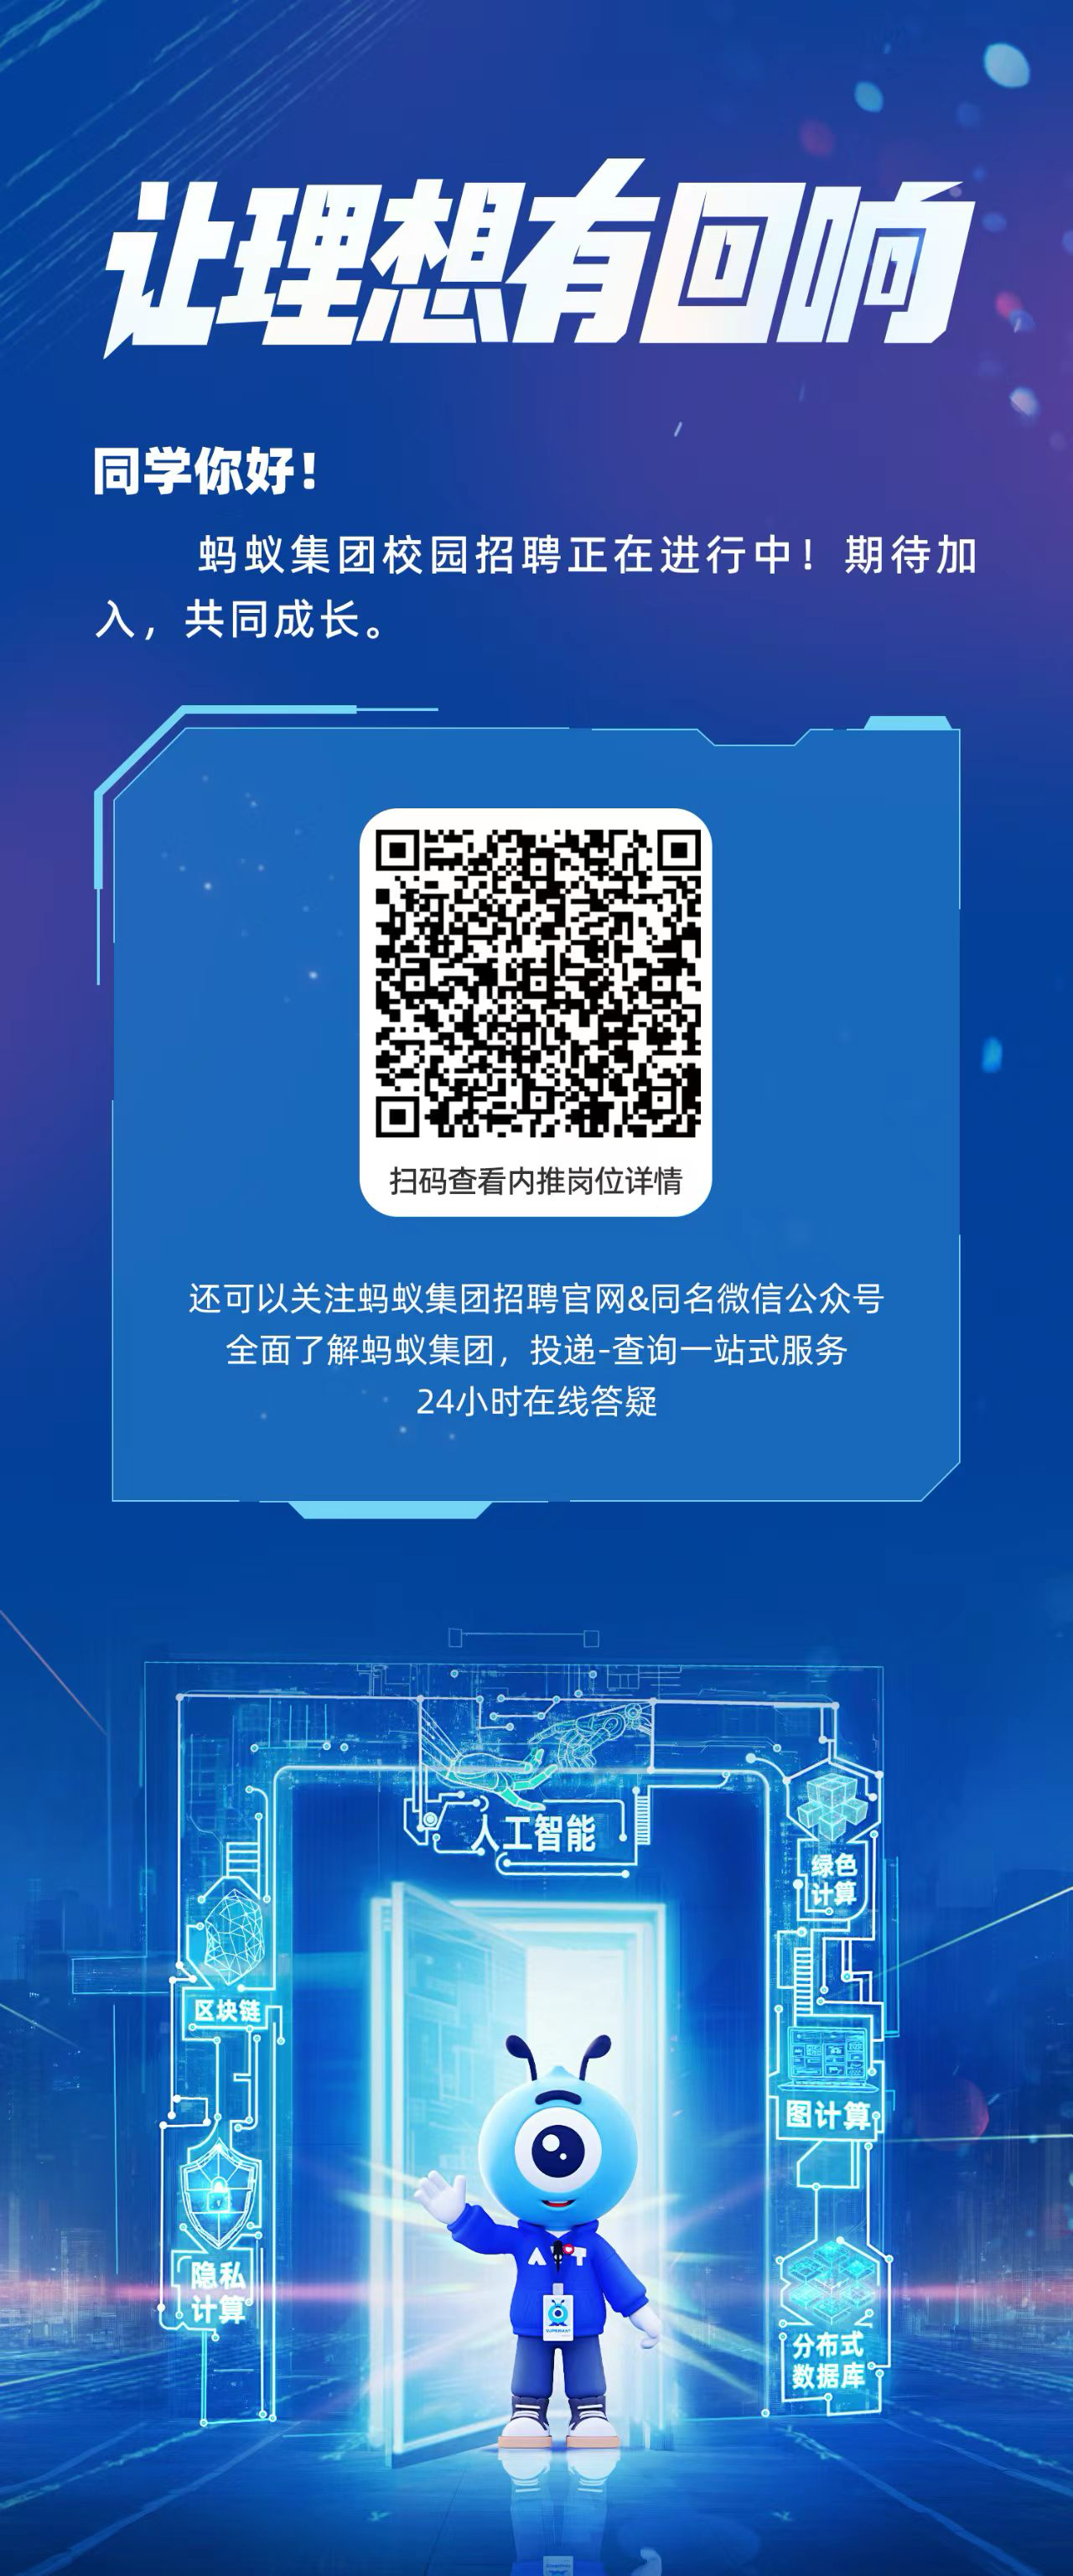 让理想有回响
同学你好！
蚂蚁集团校园招聘正在进行中！期待加
入，共同成长。
扫码查看内推岗位详情
还可以关注蚂蚁集团招聘官网&同名微信公众号
全面了解蚂蚁集团，投递-查询一站式服务
24小时在线答疑
人工智能
绿色
计算
区块链
图计算
隐私
计算
分布式
数据库